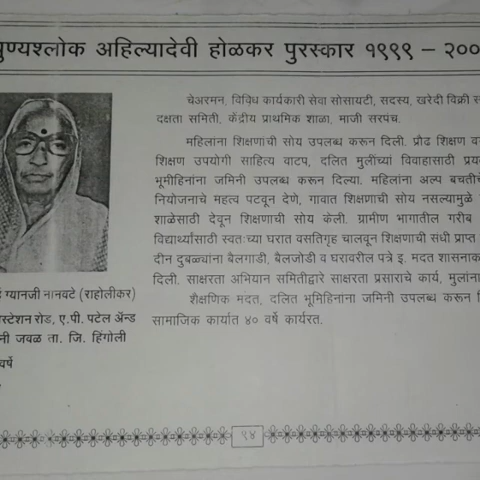 पुण्यश्लोक अहिल्यादेवी होळकर पुरस्कार १९९९ – २००
चेअरमन, विविध कार्यकारी सेवा सोसायटी, सदस्य, खरेदी विक्री
दक्षता समिती, केंद्रीय प्राथमिक शाळा, माजी सरपंच.
महिलांना शिक्षणांची सोय उपलब्ध करून दिली. प्रौढ शिक्षण
शिक्षण उपयोगी साहित्य वाटप, दलित मुलींच्या विवाहासाठी
भूमीहिनांना जमिनी उपलब्ध करून दिल्या. महिलांना अल्प बचतीचे
नियोजनाचे महत्व पटवून देणे, गावात शिक्षणाची सोय नसल्यामुळे
शाळेसाठी देवून शिक्षणाची सोय केली. ग्रामीण भागातील गरीब
विद्यार्थ्यांसाठी स्वतःच्या घरात वसतिगृह चालवून शिक्षणाची संधी प्राप्त
दीन दुबळ्यांना बैलगाडी, बैलजोडी व घरावरील पत्रे इ. मदत
दिली. साक्षरता अभियान समितीद्वारे साक्षरता प्रसाराचे कार्य,
शैक्षणिक मदत, दलित भूमिहिनांना जमिनी उपलब्ध करून
सामाजिक कार्यात ४० वर्षे कार्यरत.
ग्यानजी नानवटे (राहोलीकर)
स्टेशन रोड, ए.पी. पटेल ॲन्ड
जवळ ता. जि. हिंगोली
वर्षे
९४